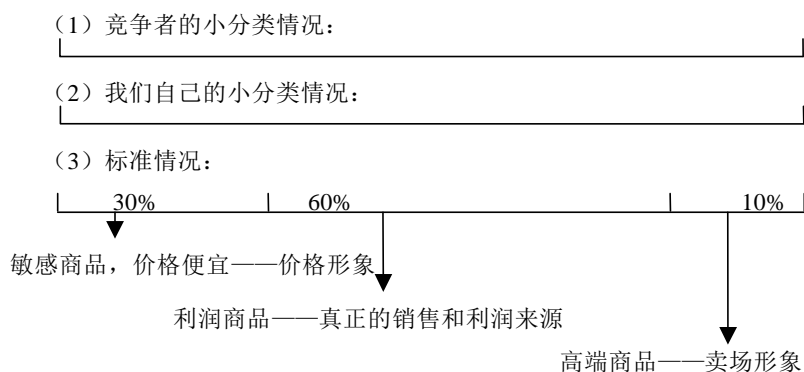 （1）竞争者的小分类情况：
（2）我们自己的小分类情况：
（3）标准情况：
30% 60% 10%
敏感商品，价格便宜——价格形象
利润商品——真正的销售和利润来源
高端商品——卖场形象